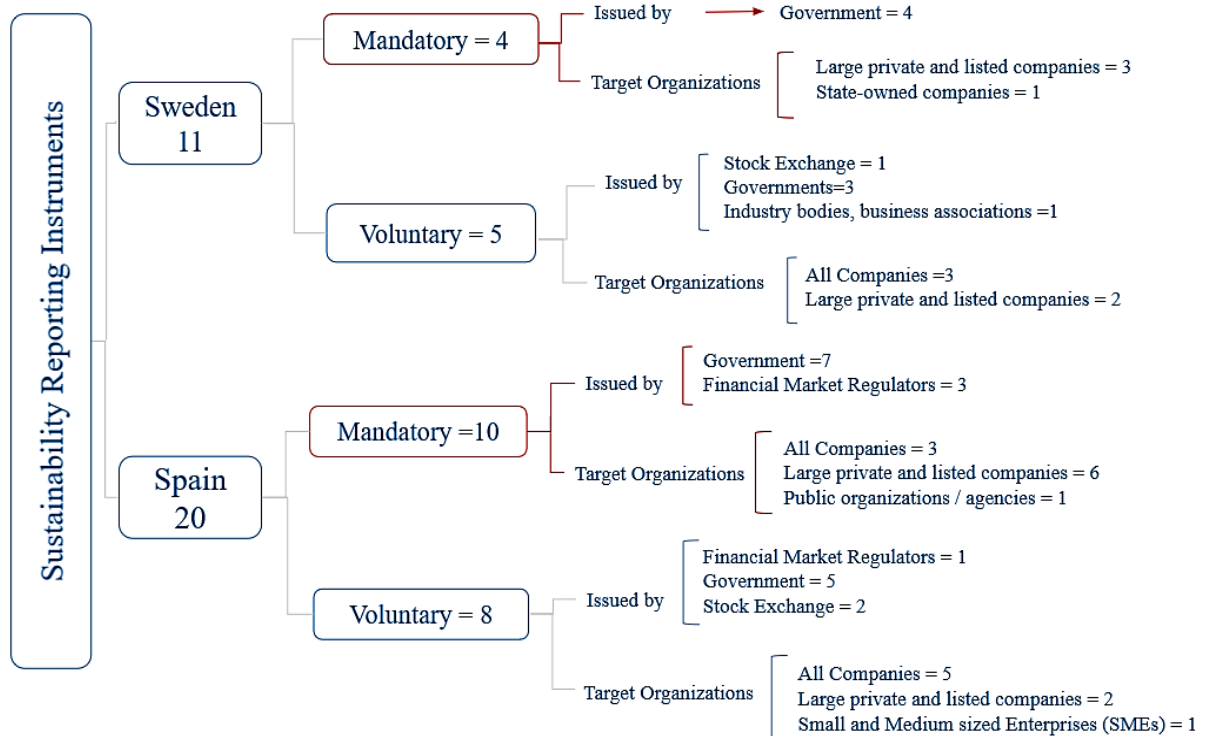 Sustainability Reporting Instruments
Sweden
11
Mandatory = 4
Issued by
Government = 4
Target Organizations
Large private and listed companies = 3
State-owned companies = 1
Voluntary = 5
Issued by
Stock Exchange = 1
Governments=3
Industry bodies, business associations =1
Target Organizations
All Companies =3
Large private and listed companies = 2
Spain
20
Mandatory =10
Issued by
Government =7
Financial Market Regulators = 3
Target Organizations
All Companies = 3
Large private and listed companies = 6
Public organizations / agencies = 1
Voluntary = 8
Issued by
Financial Market Regulators = 1
Government = 5
Stock Exchange = 2
Target Organizations
All Companies = 5
Large private and listed companies = 2
Small and Medium sized Enterprises (SMEs) = 1